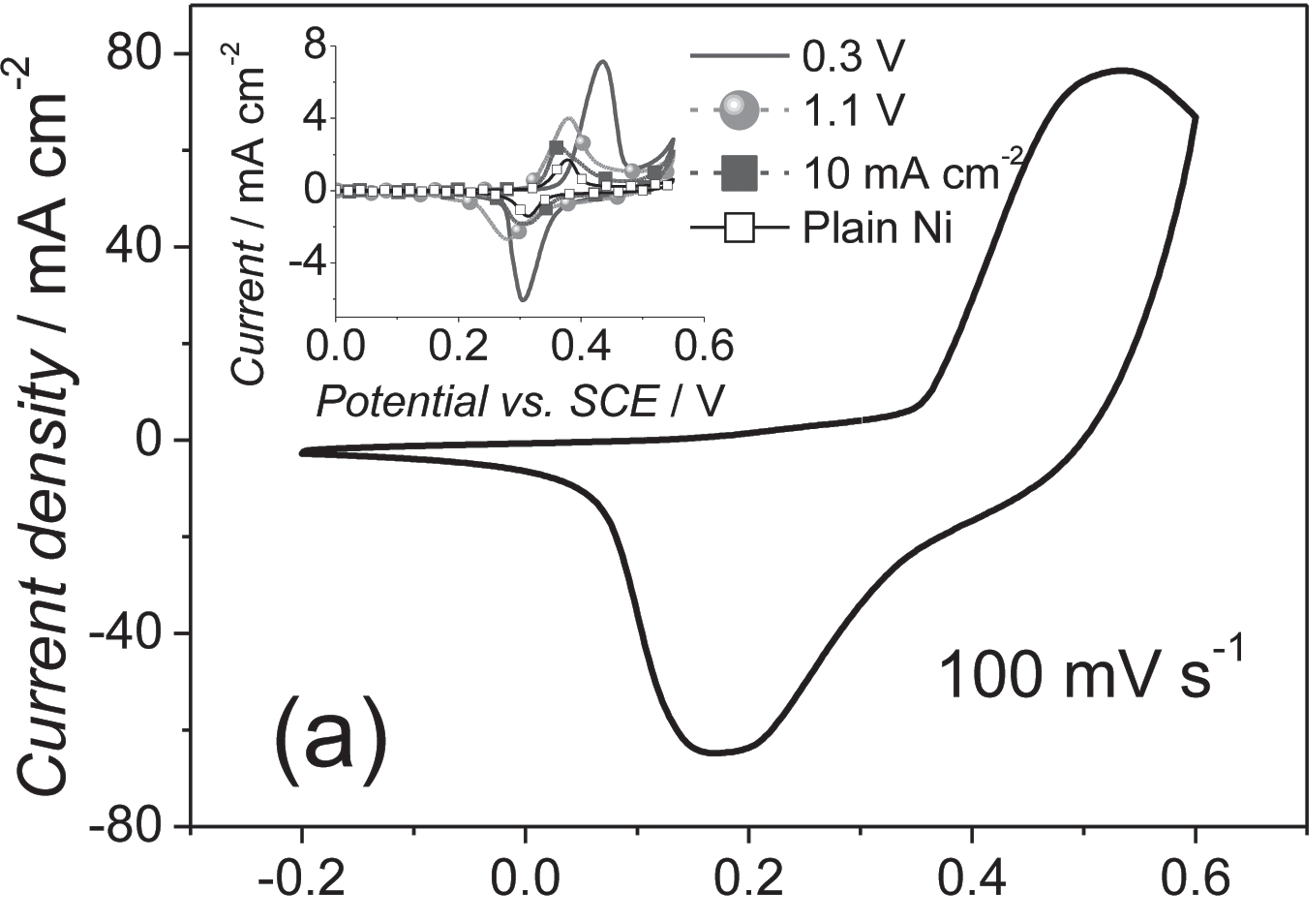 Current density / mA cm-2
80
40
0
-40
-80
-0.2 0.0 0.2 0.4 0.6
Current / mA cm-2
8
4
0
-4
0.0 0.2 0.4 0.6
Potential vs. SCE / V
0.3 V
1.1 V
10 mA cm-2
Plain Ni
(a)
100 mV s-1